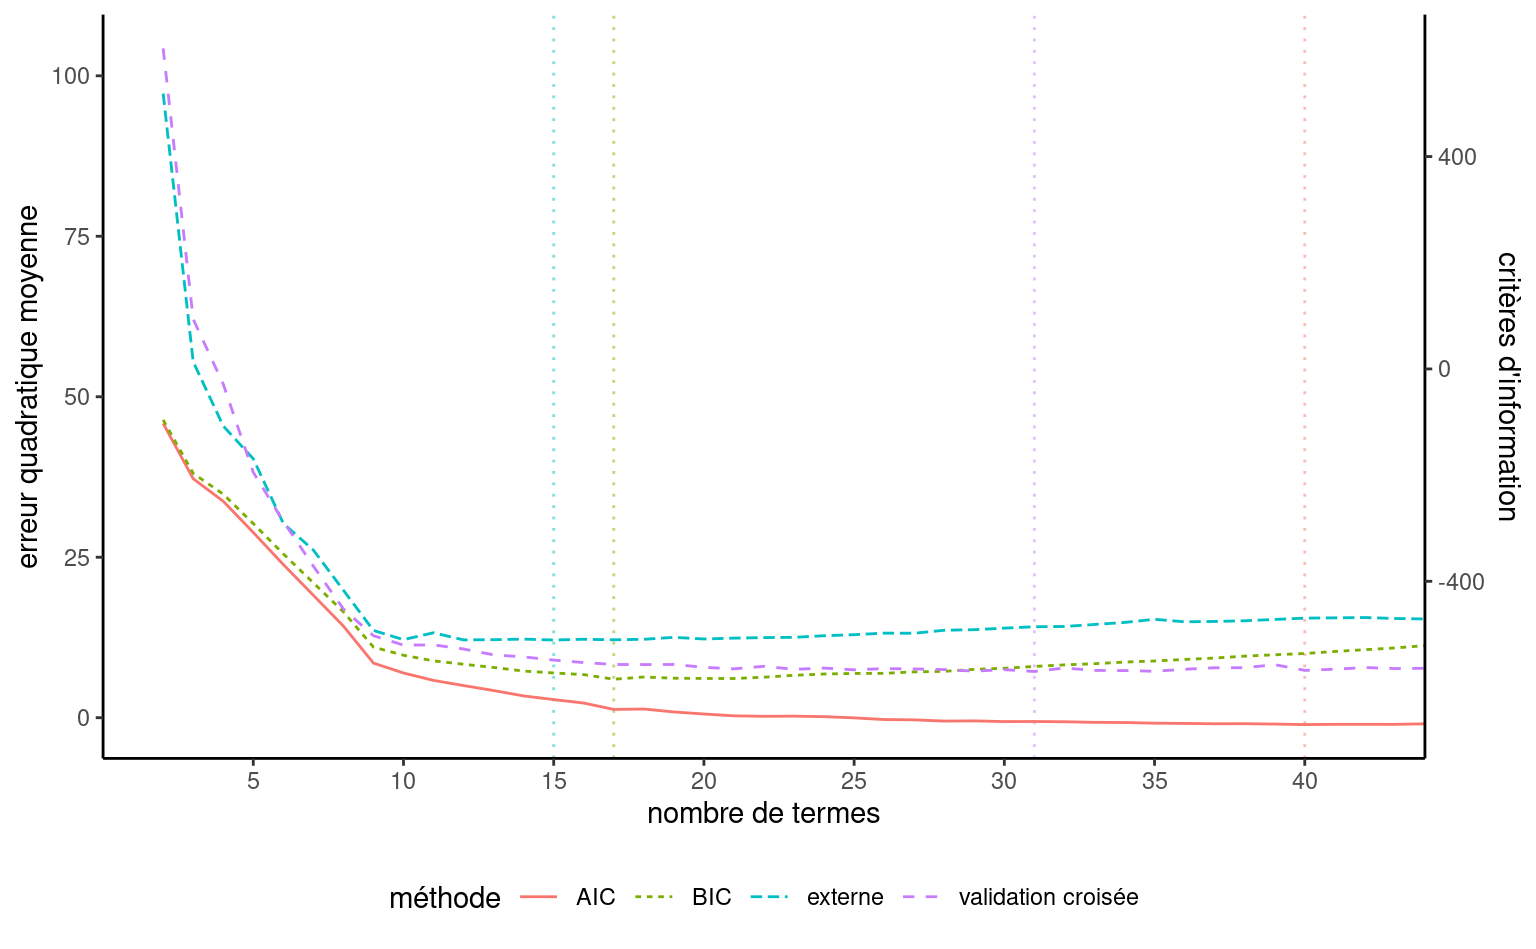 100
75
50
25
0
erreur quadratique moyenne
400
0
-400
critères d'information
5 10 15 20 25 30 35 40
nombre de termes
méthode AIC BIC externe validation croisée